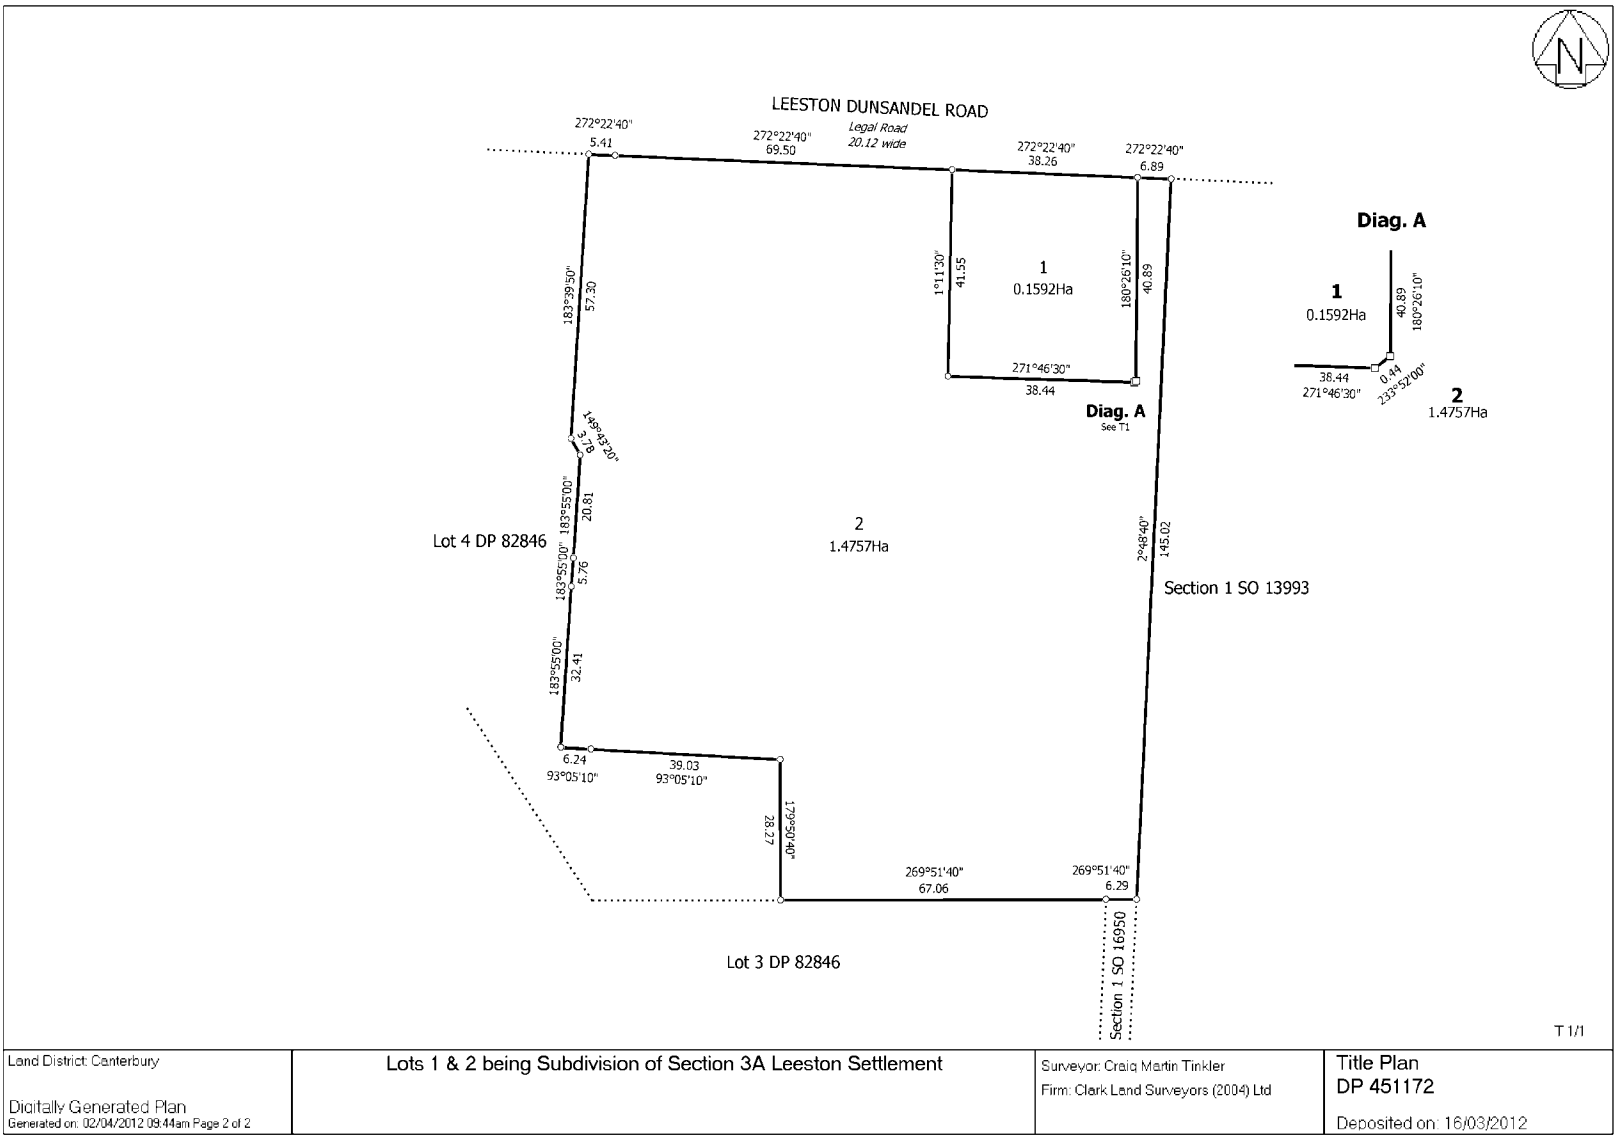 N
LEESTON DUNSANDEL ROAD
Legal Road
20.12 wide
272°22'40"
5.41
272°22'40"
69.50
272°22'40"
38.26
272°22'40"
6.89
Diag. A
1
0.1592Ha
40.89
180°26'10"
38.44
271°46'30"
0.44
233°52'00"
2
1.4757Ha
183°39'50"
57.30
1°11'30"
41.55
1
0.1592Ha
180°26'10"
40.89
271°46'30"
38.44
Diag. A
See T1
149°43'20"
3.78
183°55'00"
20.81
Lot 4 DP 82846
183°55'00"
5.76
2
1.4757Ha
2°48'40"
145.02
Section 1 SO 13993
183°55'00"
32.41
6.24
93°05'10"
39.03
93°05'10"
28.27
179°50'40"
269°51'40"
67.06
269°51'40"
6.29
Lot 3 DP 82846
Section 1 SO 16950
T 1/1
Land District: Canterbury
Digitally Generated Plan
Generated on: 02/04/2012 09:44am Page 2 of 2
Lots 1 & 2 being Subdivision of Section 3A Leeston Settlement
Surveyor: Craig Martin Tinkler
Firm: Clark Land Surveyors (2004) Ltd
Title Plan
DP 451172
Deposited on: 16/03/2012